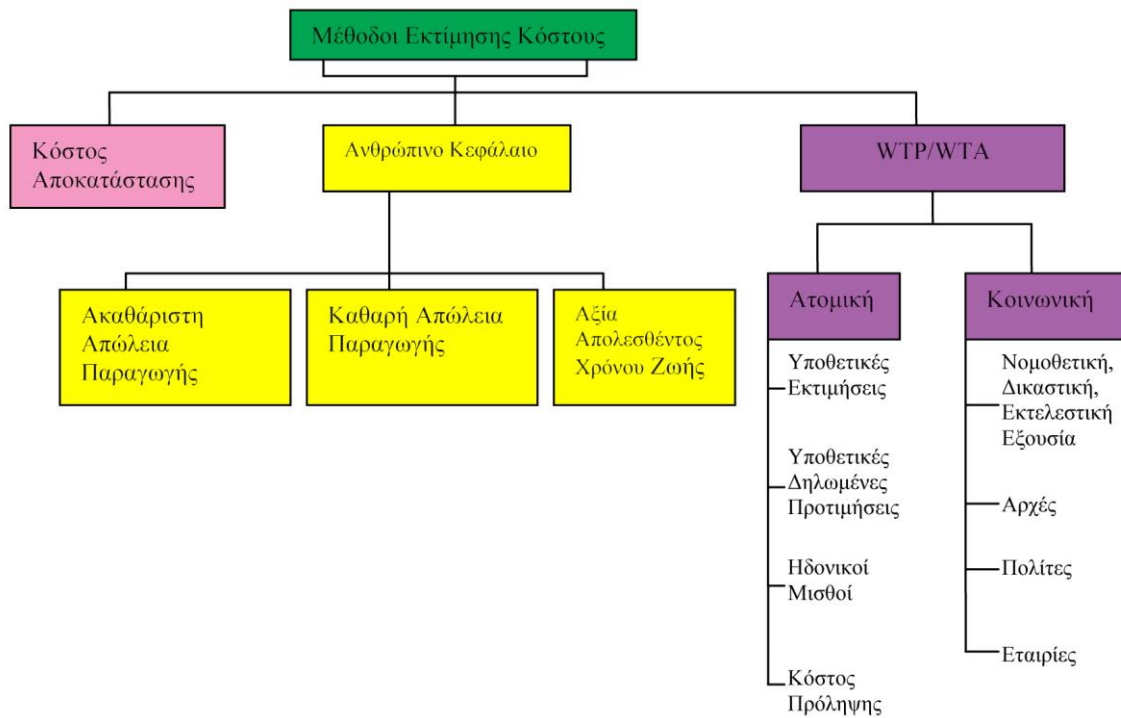 Μέθοδοι Εκτίμησης Κόστους
Κόστος
Αποκατάστασης
Ανθρώπινο Κεφάλαιο
WTP/WTA
Ακαθάριστη
Απώλεια
Παραγωγής
Καθαρή Απώλεια
Παραγωγής
Αξία
Απολεσθέντος
Χρόνου Ζωής
Ατομική
Υποθετικές
Εκτιμήσεις
Υποθετικές
Δηλωμένες
Προτιμήσεις
Ηδονικοί
Μισθοί
Κόστος
Πρόληψης
Κοινωνική
Νομοθετική,
Δικαστική,
Εκτελεστική
Εξουσία
Αρχές
Πολίτες
Εταιρίες